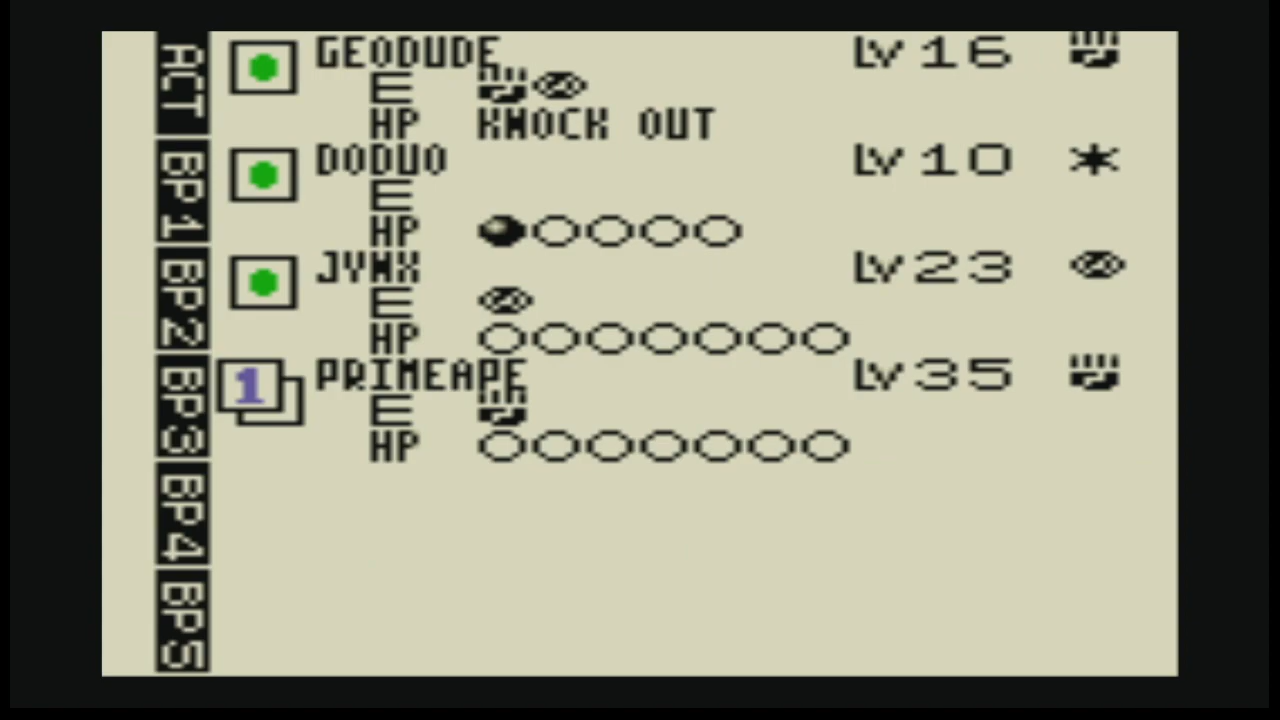 ACT GEODUDE Lv16
E
HP KNOCK OUT
BP1 DODUO Lv10
E
HP
BP2 JYNX Lv23
E
HP
BP3 1 PRIMEAPE Lv35
E
HP
BP4
BP5